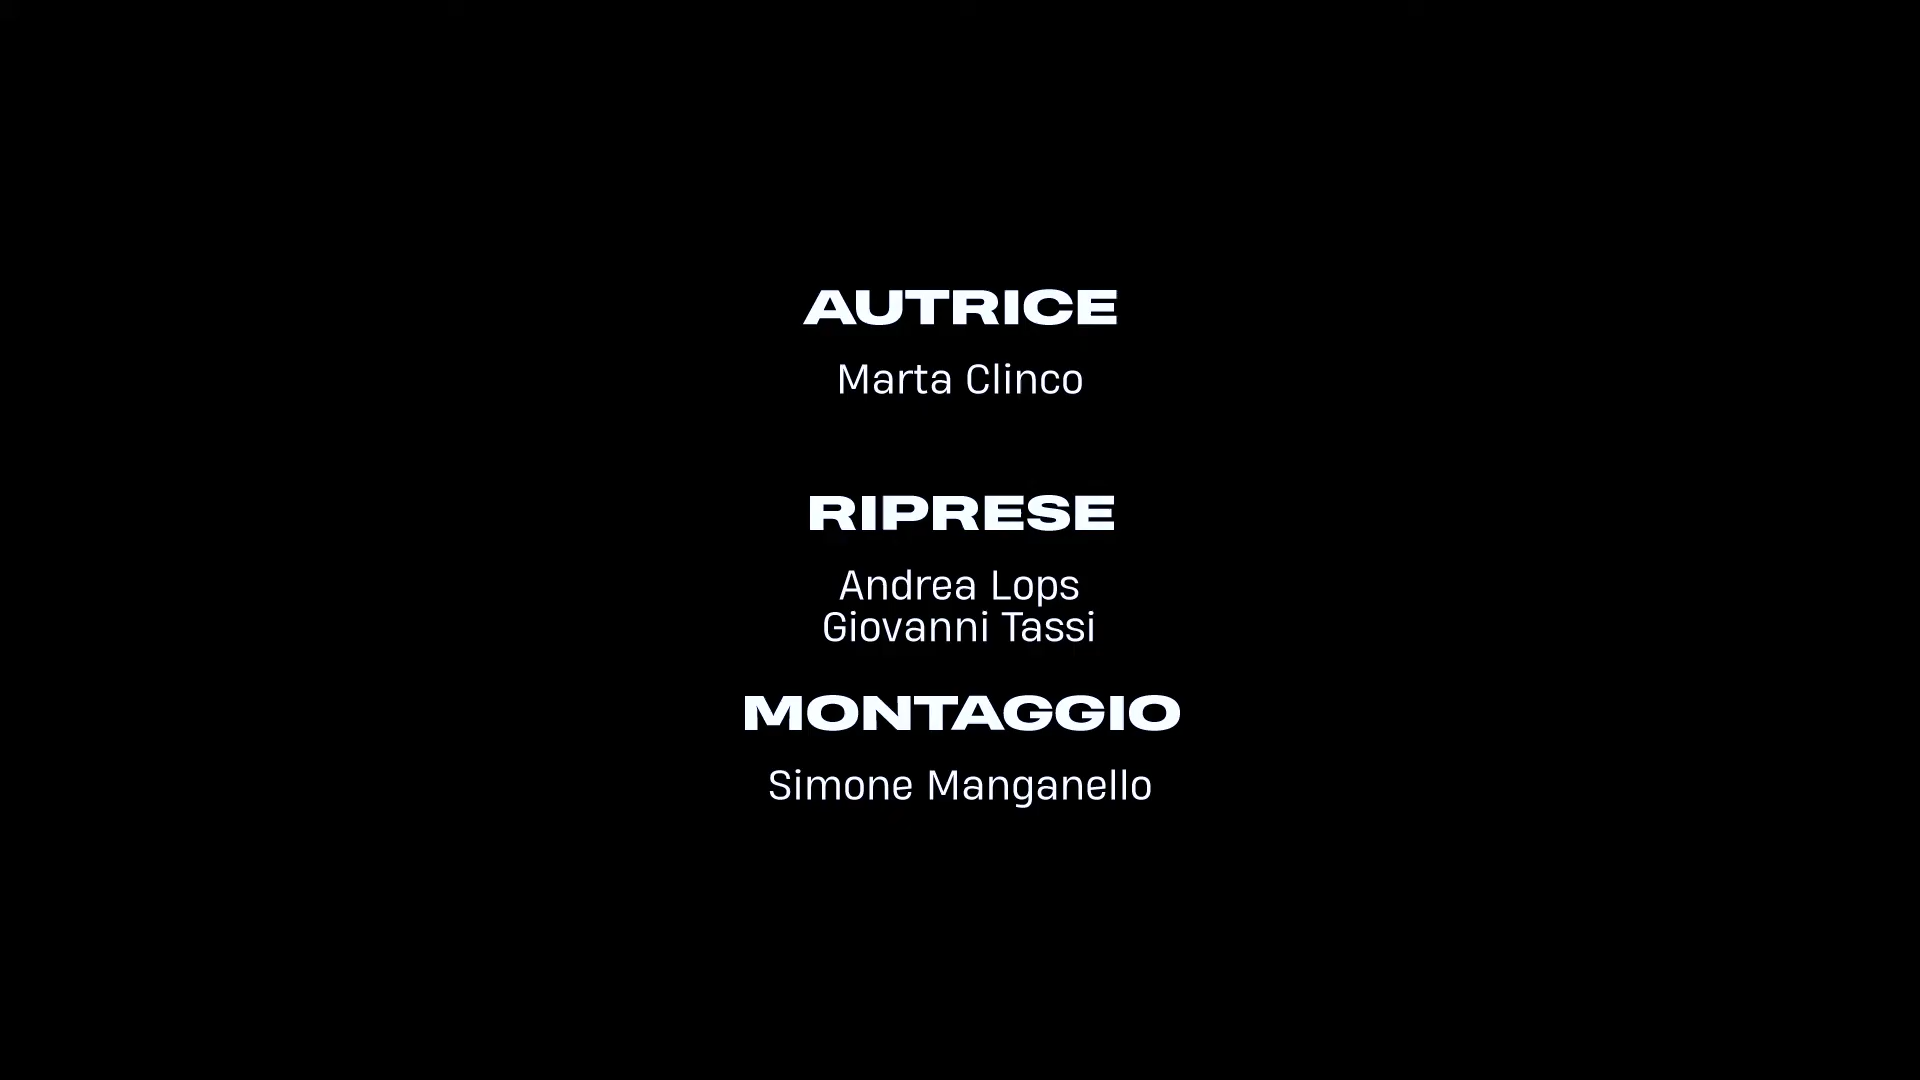 AUTRICE
Marta Clinco
RIPRESE
Andrea Lops
Giovanni Tassi
MONTAGGIO
Simone Manganello